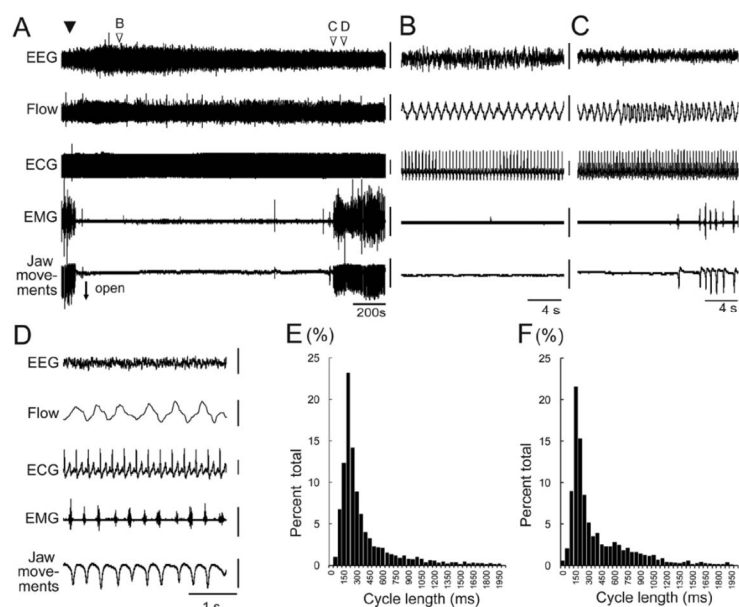 A B C D B C
EEG
Flow
ECG
EMG
Jaw
move-
ments
open
200s
4 s
4 s
D
EEG
Flow
ECG
EMG
Jaw
move-
ments
1 s
E (%)
Percent total
25
20
15
10
5
0
0
150
300
450
600
750
900
1050
1200
1350
1500
1650
1800
1950
Cycle length (ms)
F (%)
Percent total
25
20
15
10
5
0
0
150
300
450
600
750
900
1050
1200
1350
1500
1650
1800
1950
Cycle length (ms)